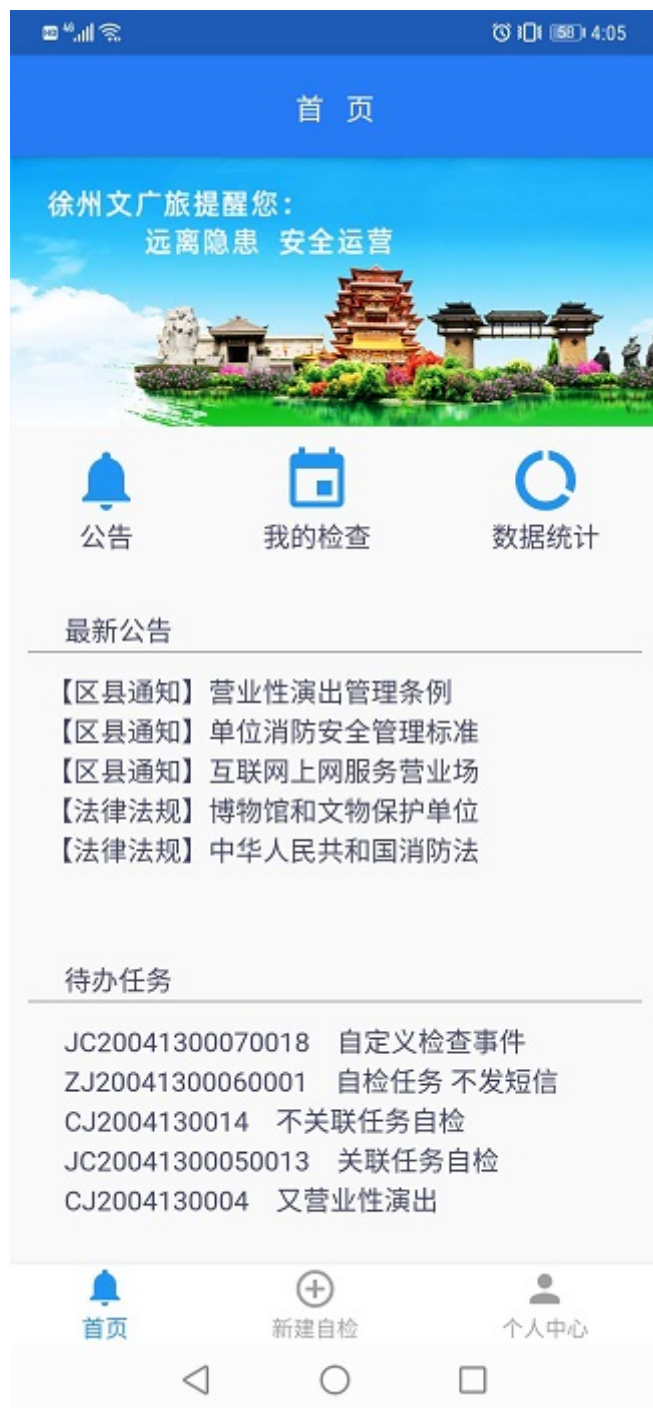 HD 46 58 4:05
首 页
徐州文广旅提醒您：
远离隐患 安全运营
公告 我的检查 数据统计
最新公告
【区县通知】营业性演出管理条例
【区县通知】单位消防安全管理标准
【区县通知】互联网上网服务营业场
【法律法规】博物馆和文物保护单位
【法律法规】中华人民共和国消防法
待办任务
JC20041300070018 自定义检查事件
ZJ20041300060001 自检任务 不发短信
CJ2004130014 不关联任务自检
JC20041300050013 关联任务自检
CJ2004130004 又营业性演出
首页 新建自检 个人中心